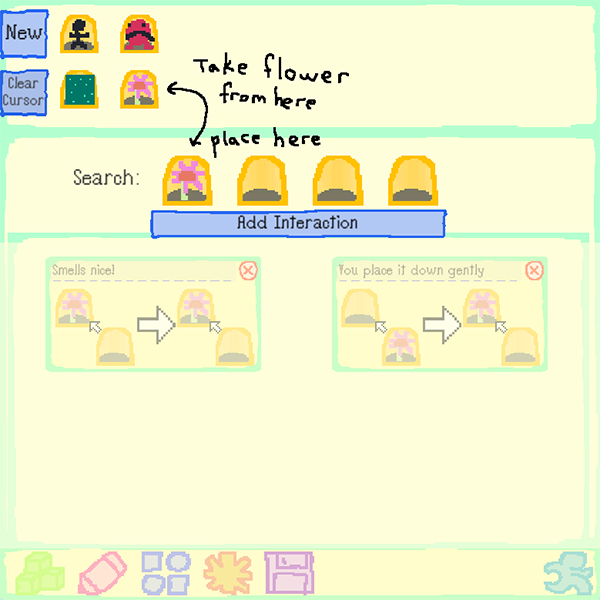 New
Clear
Cursor
Take flower
from here
place here
Search:
Add Interaction
Smells nice!
You place it down gently